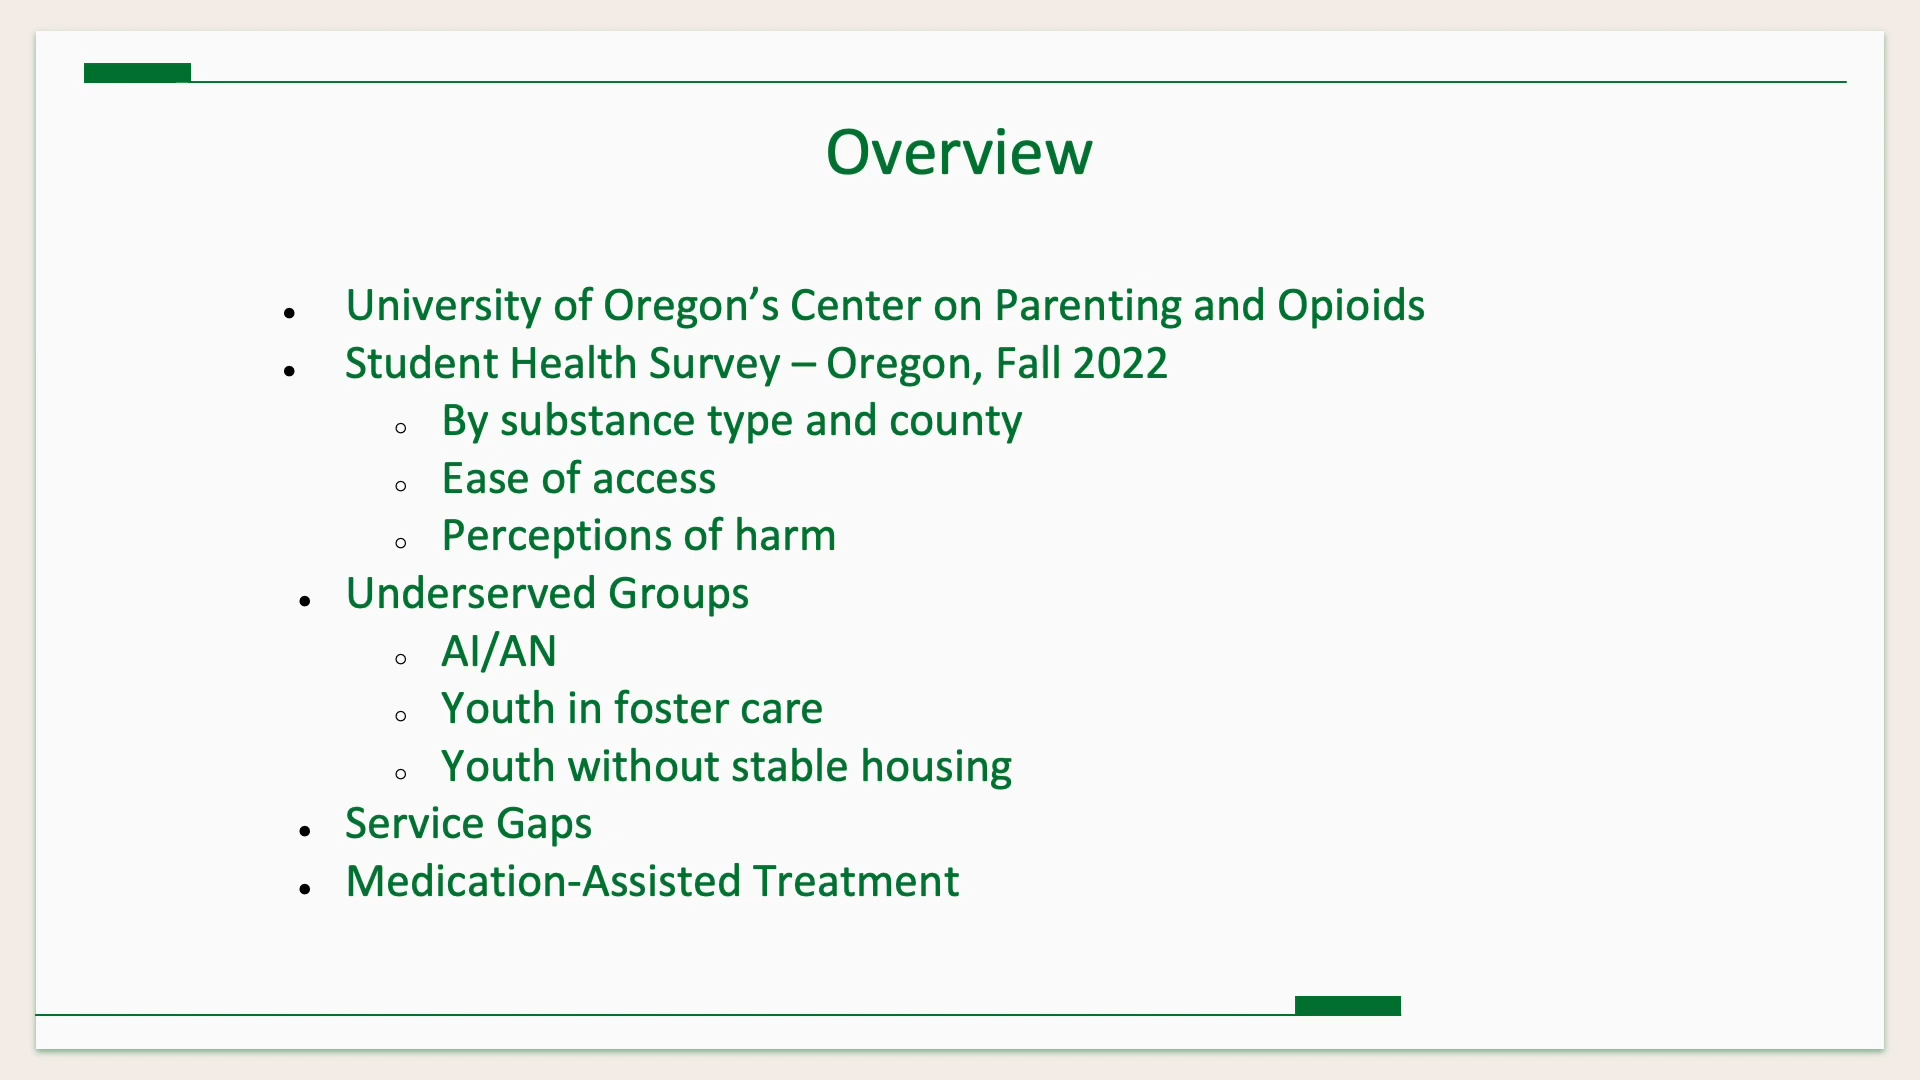 Overview
• University of Oregon’s Center on Parenting and Opioids
• Student Health Survey – Oregon, Fall 2022
○ By substance type and county
○ Ease of access
○ Perceptions of harm
• Underserved Groups
○ AI/AN
○ Youth in foster care
○ Youth without stable housing
• Service Gaps
• Medication-Assisted Treatment